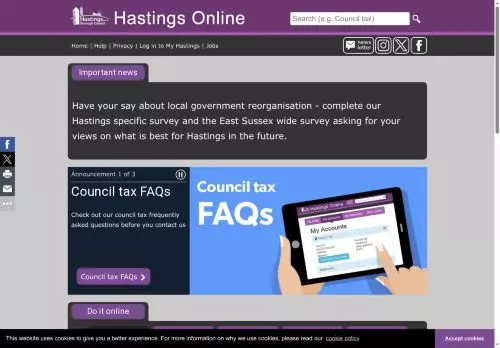 Hastings
Borough Council
Hastings Online
Search (e.g. Council tax)
Home | Help | Privacy | Log in to My Hastings | Jobs
news
letter
Important news
Have your say about local government reorganisation - complete our
Hastings specific survey and the East Sussex wide survey asking for your
views on what is best for Hastings in the future.
Announcement 1 of 3
Council tax FAQs
Check out our council tax frequently
asked questions before you contact us
Council tax FAQs ❯
Council tax
FAQs
Hastings Online
My Accounts
Do it online
This website uses cookies to give you a better experience. For more information on why we use cookies, please read our cookie policy
Accept cookies